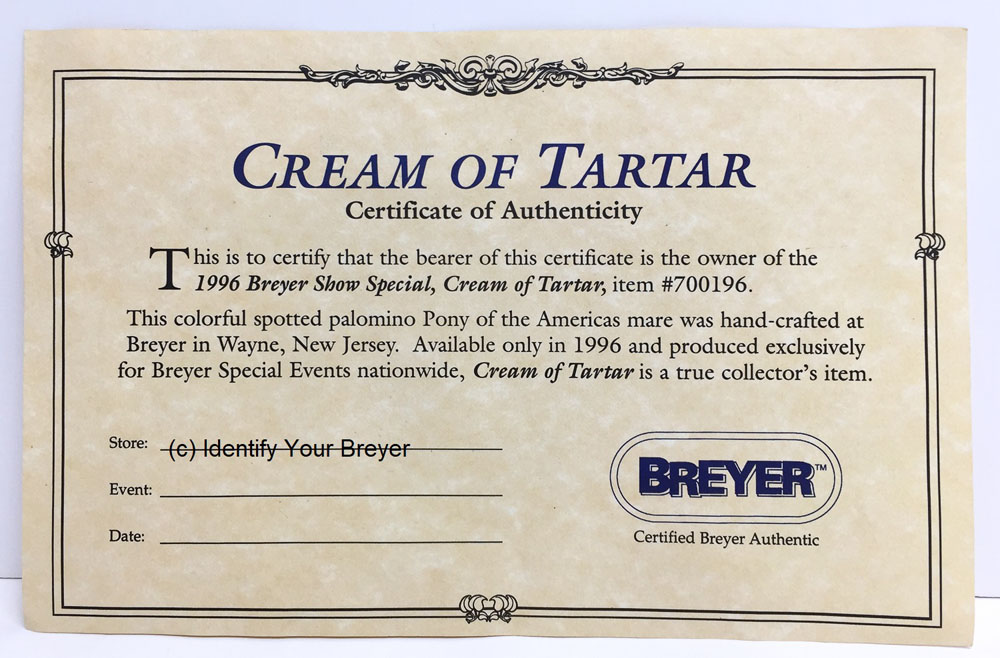 CREAM OF TARTAR
Certificate of Authenticity
This is to certify that the bearer of this certificate is the owner of the
1996 Breyer Show Special, Cream of Tartar, item #700196.
This colorful spotted palomino Pony of the Americas mare was hand-crafted at
Breyer in Wayne, New Jersey. Available only in 1996 and produced exclusively
for Breyer Special Events nationwide, Cream of Tartar is a true collector's item.
Store: (c) Identify Your Breyer
Event:
Date:
BREYER™
Certified Breyer Authentic